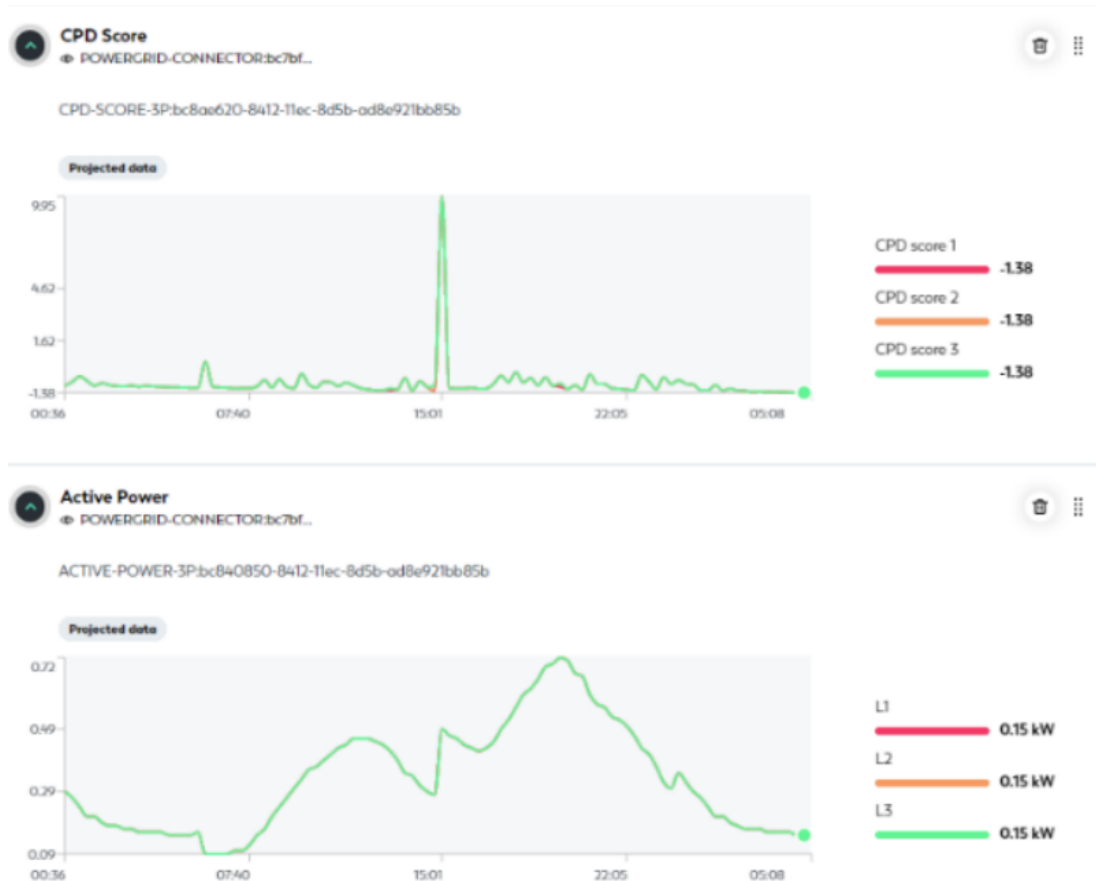 CPD Score
POWERGRID-CONNECTOR:bc7bf...
CPD-SCORE-3P:bc8ae620-8412-11ec-8d5b-ad8e921bb85b
Projected data
9.95
4.62
1.62
-1.38
00:36 07:40 15:01 22:05 05:08
CPD score 1
-1.38
CPD score 2
-1.38
CPD score 3
-1.38
Active Power
POWERGRID-CONNECTOR:bc7bf...
ACTIVE-POWER-3P:bc840850-8412-11ec-8d5b-ad8e921bb85b
Projected data
0.72
0.49
0.29
0.09
00:36 07:40 15:01 22:05 05:08
L1
0.15 kW
L2
0.15 kW
L3
0.15 kW